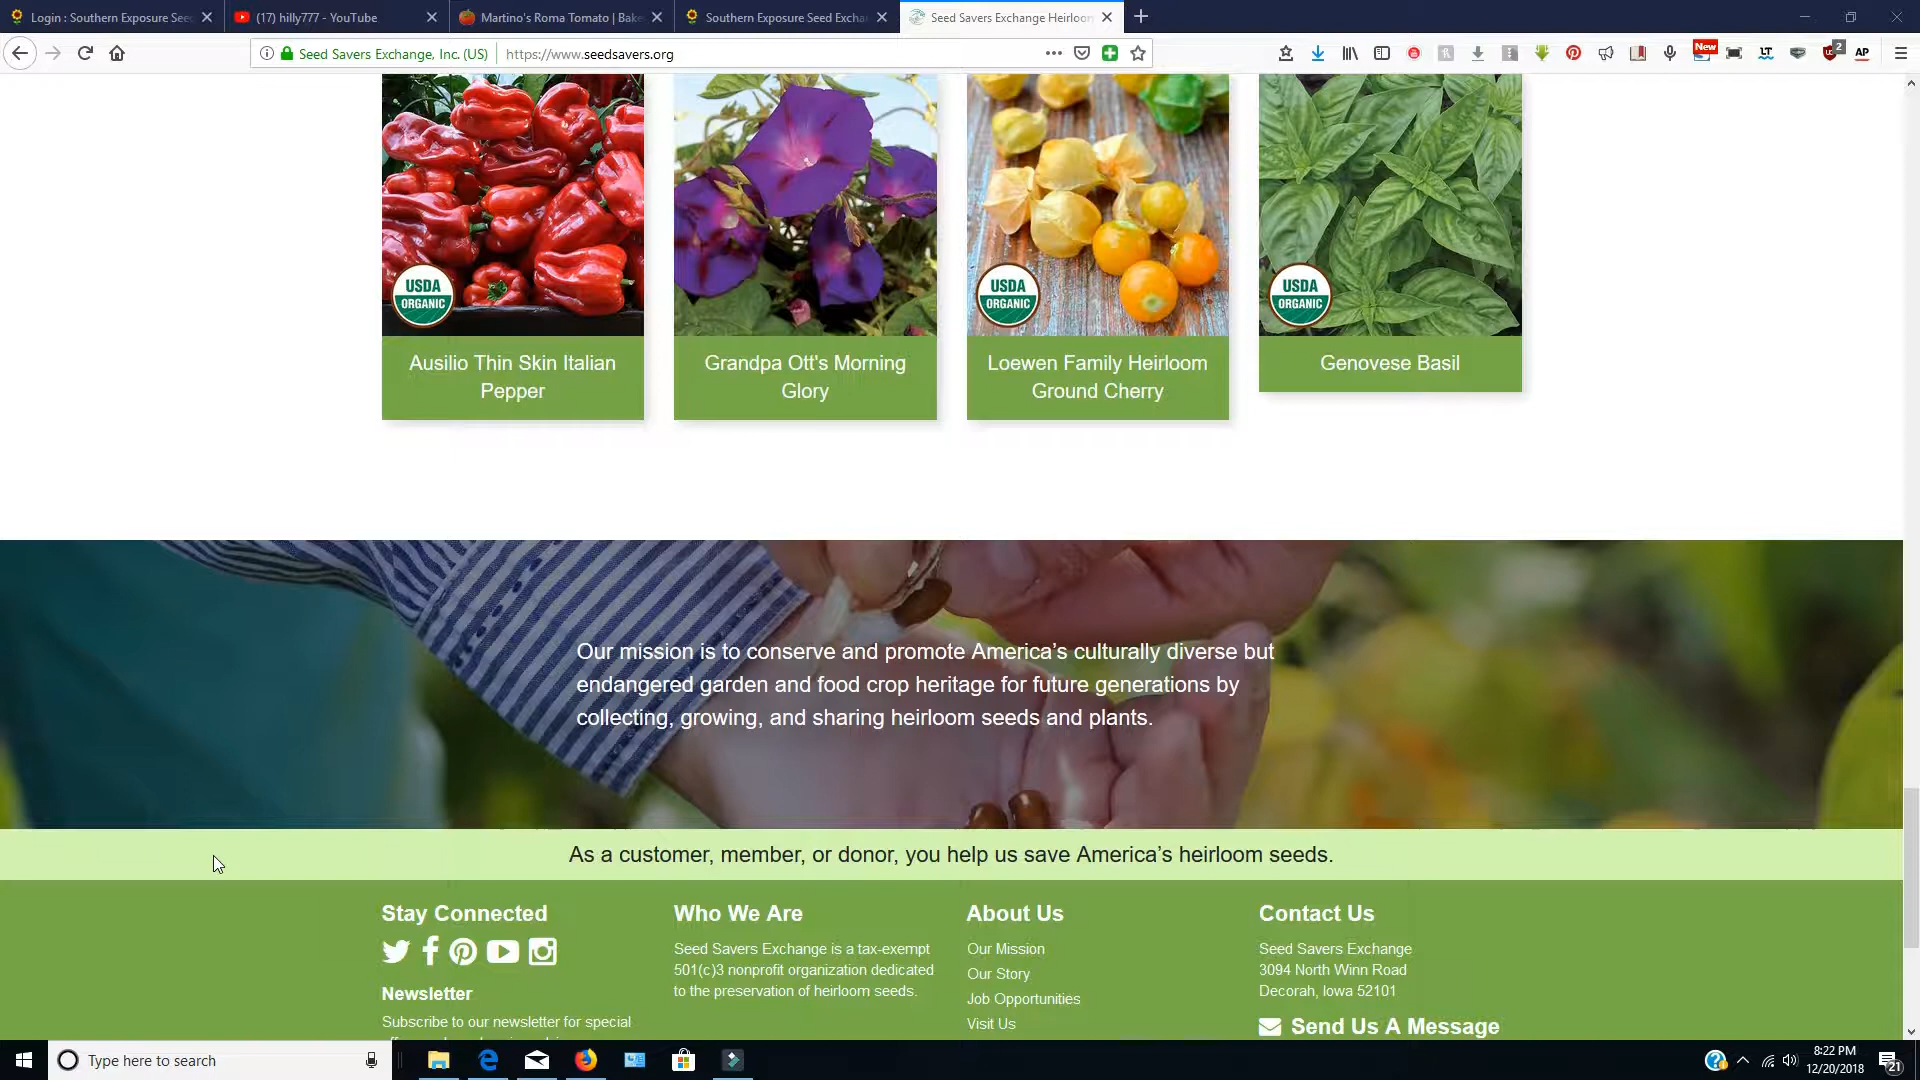 Login : Southern Exposure See
(17) hilly777 - YouTube
Martino's Roma Tomato | Bake
Southern Exposure Seed Excha
Seed Savers Exchange Heirloom
Seed Savers Exchange, Inc. (US)
https://www.seedsavers.org
New
LT
2
AP
USDA
ORGANIC
USDA
ORGANIC
USDA
ORGANIC
Ausilio Thin Skin Italian
Pepper
Grandpa Ott's Morning
Glory
Loewen Family Heirloom
Ground Cherry
Genovese Basil
Our mission is to conserve and promote America’s culturally diverse but
endangered garden and food crop heritage for future generations by
collecting, growing, and sharing heirloom seeds and plants.
As a customer, member, or donor, you help us save America’s heirloom seeds.
Stay Connected
Newsletter
Subscribe to our newsletter for special
Who We Are
Seed Savers Exchange is a tax-exempt
501(c)3 nonprofit organization dedicated
to the preservation of heirloom seeds.
About Us
Our Mission
Our Story
Job Opportunities
Visit Us
Contact Us
Seed Savers Exchange
3094 North Winn Road
Decorah, Iowa 52101
Send Us A Message
Type here to search
8:22 PM
12/20/2018
21